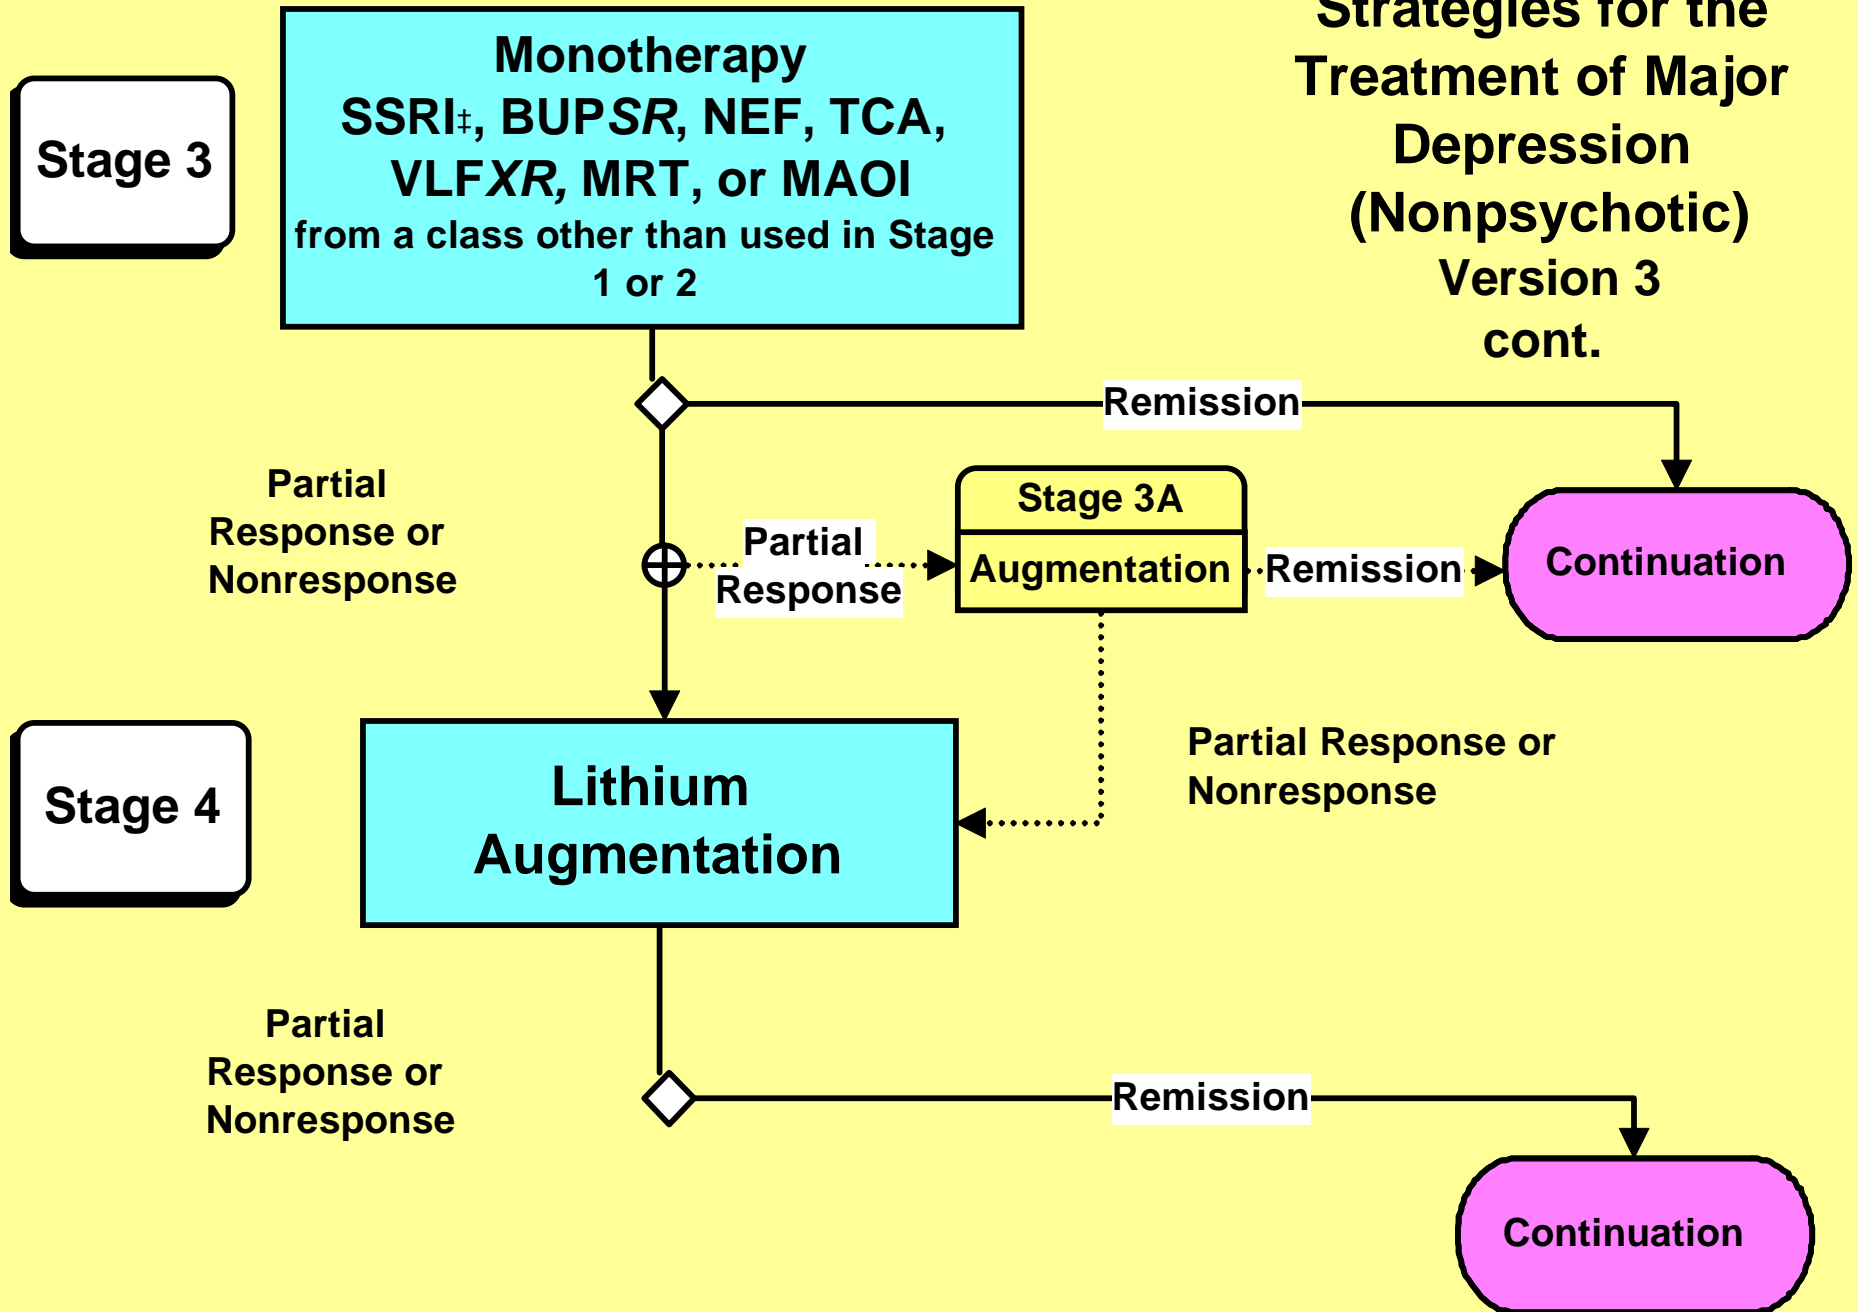 Strategies for the
Treatment of Major
Depression
(Nonpsychotic)
Version 3
cont.
Stage 3
Monotherapy
SSRI‡, BUPSR, NEF, TCA,
VLFXR, MRT, or MAOI
from a class other than used in Stage
1 or 2
Remission
Partial
Response or
Nonresponse
Partial
Response
Stage 3A
Augmentation
Remission
Continuation
Stage 4
Lithium
Augmentation
Partial Response or
Nonresponse
Partial
Response or
Nonresponse
Remission
Continuation